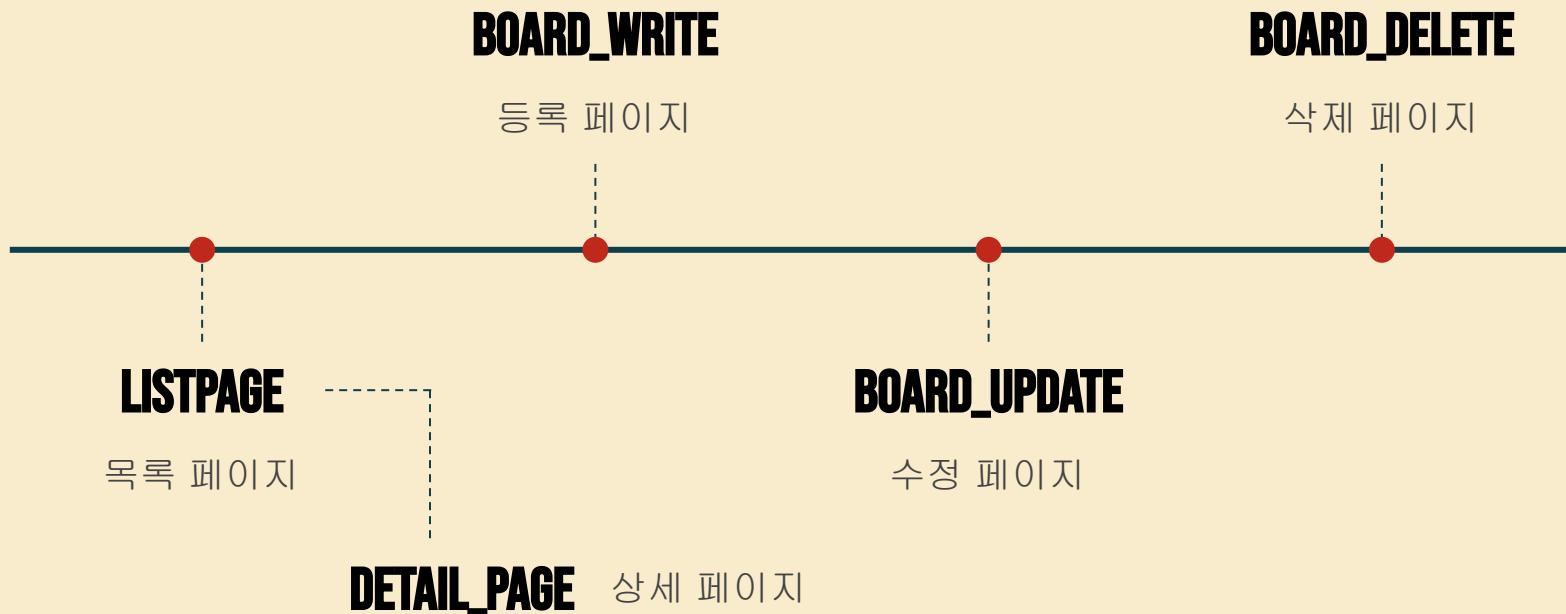 BOARD_WRITE
등록 페이지
BOARD_DELETE
삭제 페이지
LISTPAGE
목록 페이지
BOARD_UPDATE
수정 페이지
DETAIL_PAGE
상세 페이지